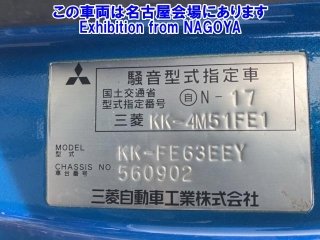 この車両は名古屋会場にあります
Exhibition from NAGOYA
騒音型式指定車
国土交通省
型式指定番号 自 N-17
三菱 KK-4M51FE1
MODEL
型式 KK-FE63EEY
CHASSIS NO
車台番号 560902
三菱自動車工業株式会社